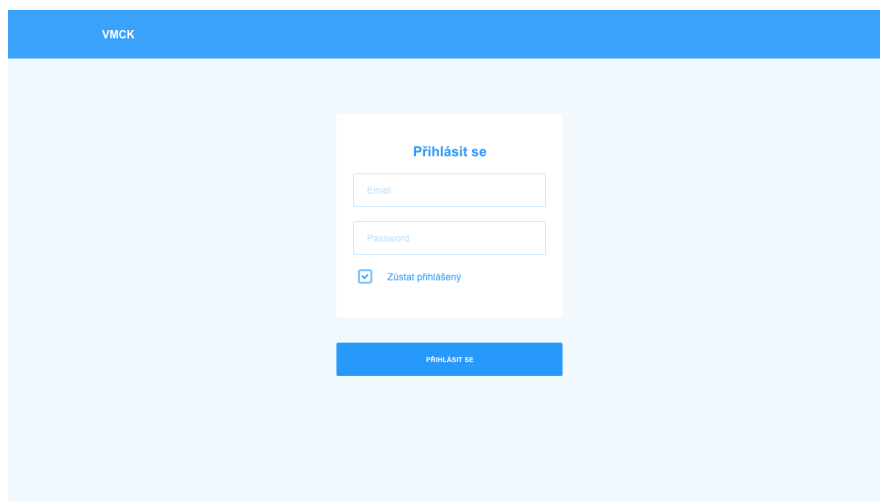 VMCK
Přihlásit se
Email
Password
Zůstat přihlášený
PŘIHLÁSIT SE